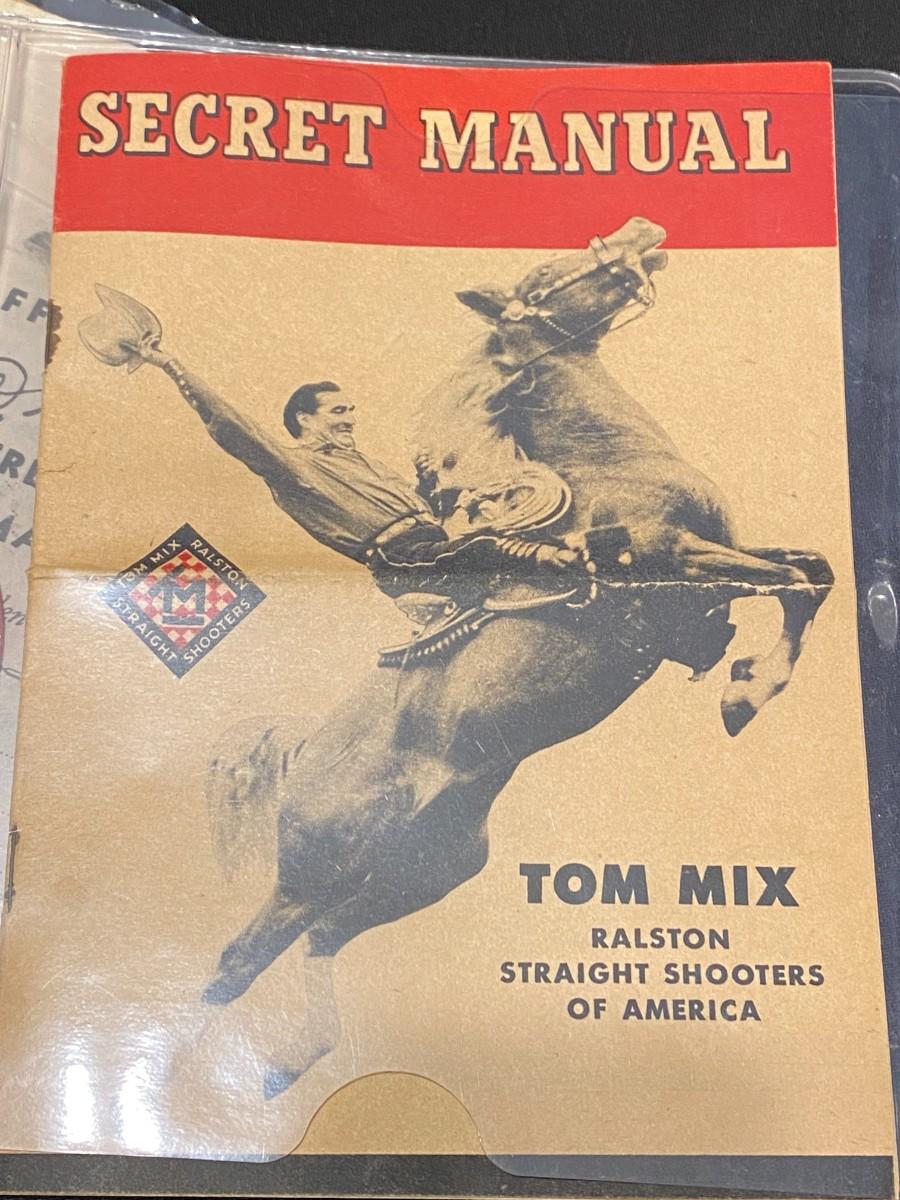 SECRET MANUAL
TOM MIX RALSTON
TM
STRAIGHT SHOOTERS
TOM MIX
RALSTON
STRAIGHT SHOOTERS
OF AMERICA